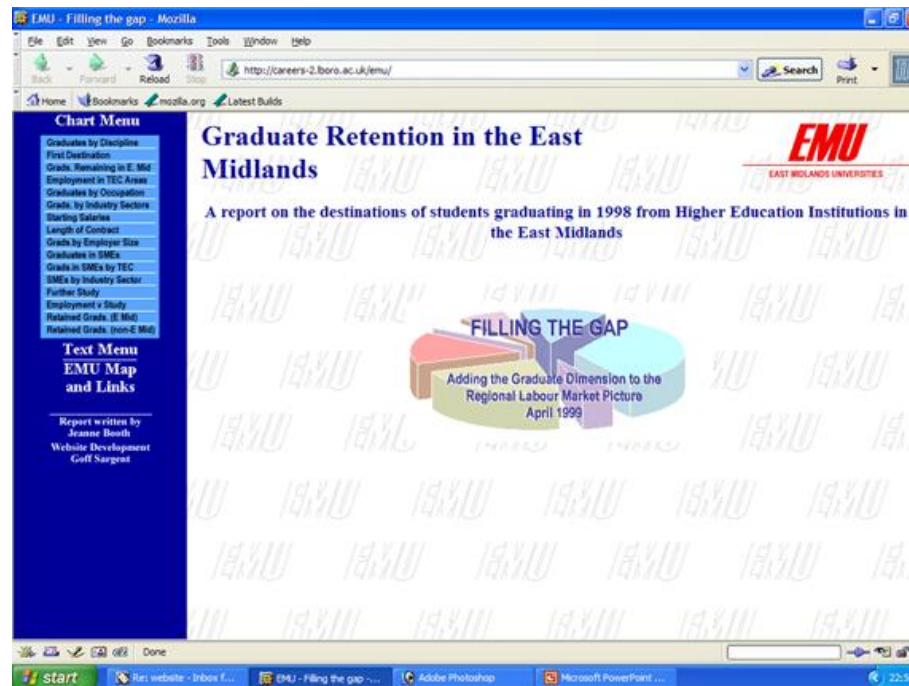 EMU - Filling the gap - Mozilla
File Edit View Go Bookmarks Tools Window Help
Back Forward Reload Stop http://careers-2.lboro.ac.uk/emu/ Search Print
Home Bookmarks mozilla.org Latest Builds
Chart Menu
Graduates by Discipline
First Destination
Grads. Remaining in E. Mid
Employment in TEC Areas
Graduates by Occupation
Grads. by Industry Sectors
Starting Salaries
Length of Contract
Grads.by Employer Size
Graduates in SMEs
Grads.in SMEs by TEC
SMEs by Industry Sector
Further Study
Employment v Study
Retained Grads. (E Mid)
Retained Grads. (non-E Mid)
Text Menu
EMU Map
and Links
Report written by
Jeanne Booth
Website Development
Goff Sargent
Graduate Retention in the East
Midlands
EMU
EAST MIDLANDS UNIVERSITIES
A report on the destinations of students graduating in 1998 from Higher Education Institutions in
the East Midlands
FILLING THE GAP
Adding the Graduate Dimension to the
Regional Labour Market Picture
April 1999
Done
start Re: website - Inbox f... EMU - Filling the gap -... Adobe Photoshop Microsoft PowerPoint ...